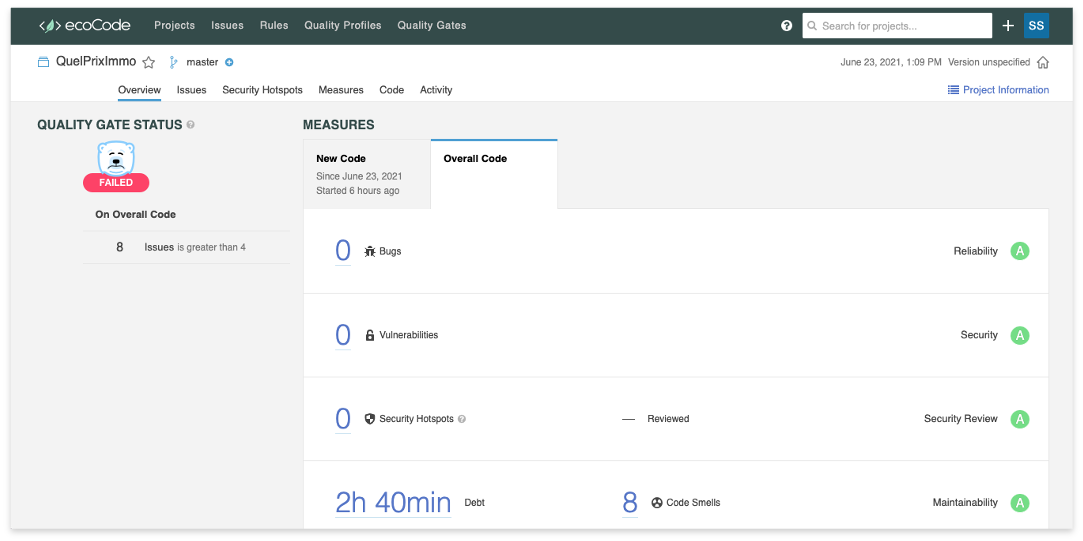 ecoCode Projects Issues Rules Quality Profiles Quality Gates ? Search for projects... + SS
QuelPrixImmo master June 23, 2021, 1:09 PM Version unspecified
Overview Issues Security Hotspots Measures Code Activity Project Information
QUALITY GATE STATUS ?
FAILED
On Overall Code
8 Issues is greater than 4
MEASURES
New Code
Since June 23, 2021
Started 6 hours ago
Overall Code
0 Bugs Reliability A
0 Vulnerabilities Security A
0 Security Hotspots ? — Reviewed Security Review A
2h 40min Debt 8 Code Smells Maintainability A